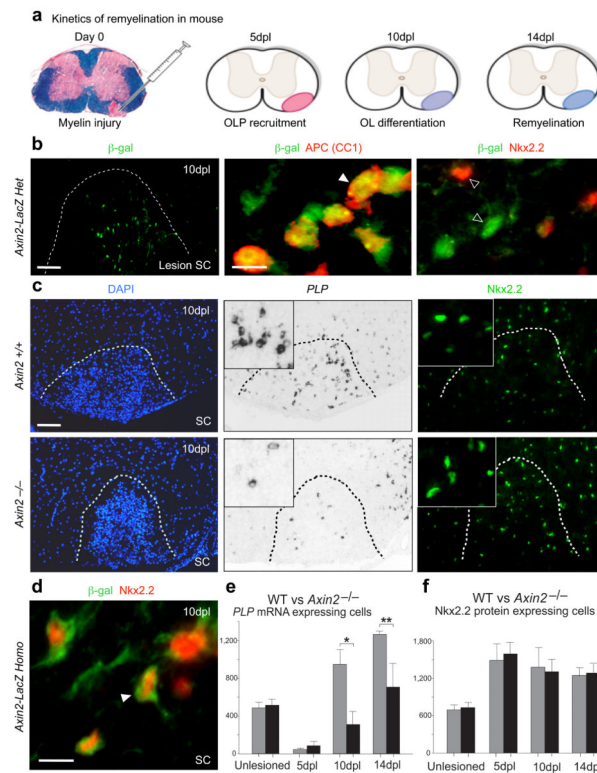 a Kinetics of remyelination in mouse
Day 0 5dpl 10dpl 14dpl
Myelin injury OLP recruitment OL differentiation Remyelination
b β-gal β-gal APC (CC1) β-gal Nkx2.2
Axin2-LacZ Het
10dpl
Lesion SC
c DAPI PLP Nkx2.2
Axin2 +/+
10dpl
SC
Axin2 –/–
10dpl
SC
d β-gal Nkx2.2
Axin2-LacZ Homo
10dpl
SC
e WT vs Axin2–/–
PLP mRNA expressing cells
1,200
800
400
0
* **
Unlesioned 5dpl 10dpl 14dpl
f WT vs Axin2–/–
Nkx2.2 protein expressing cells
1,800
1,200
600
0
Unlesioned 5dpl 10dpl 14dpl